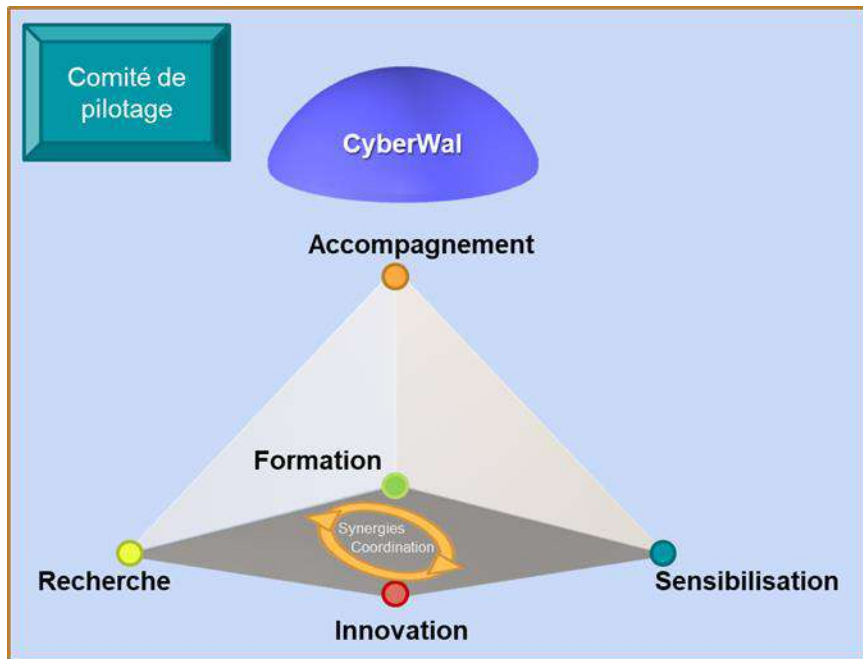 Comité de
pilotage
CyberWal
Accompagnement
Formation
Synergies
Coordination
Recherche
Sensibilisation
Innovation